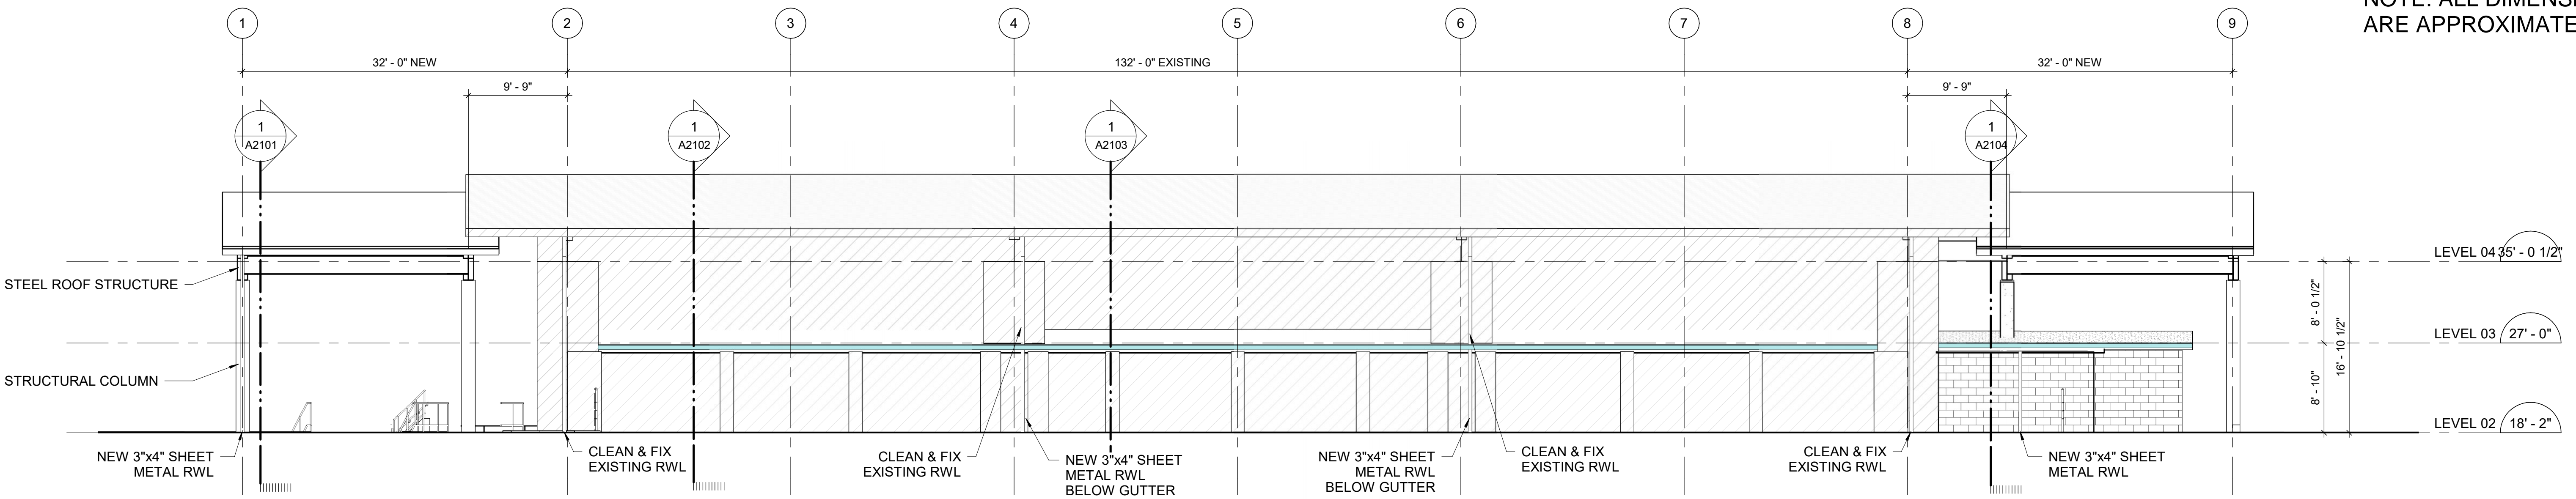 NOTE: ALL
ARE APPROXIMATE
1
2
3
4
5
6
7
8
9
32' - 0" NEW
132' - 0" EXISTING
32' - 0" NEW
9' - 9"
9' - 9"
1
A2101
1
A2102
1
A2103
1
A2104
LEVEL 04 35' - 0 1/2"
STEEL ROOF STRUCTURE
8' - 0 1/2"
LEVEL 03 27' - 0"
16' - 10 1/2"
STRUCTURAL COLUMN
8' - 10"
LEVEL 02 18' - 2"
NEW 3"x4" SHEET
METAL RWL
CLEAN & FIX
EXISTING RWL
CLEAN & FIX
EXISTING RWL
NEW 3"x4" SHEET
METAL RWL
BELOW GUTTER
NEW 3"x4" SHEET
METAL RWL
BELOW GUTTER
CLEAN & FIX
EXISTING RWL
CLEAN & FIX
EXISTING RWL
NEW 3"x4" SHEET
METAL RWL